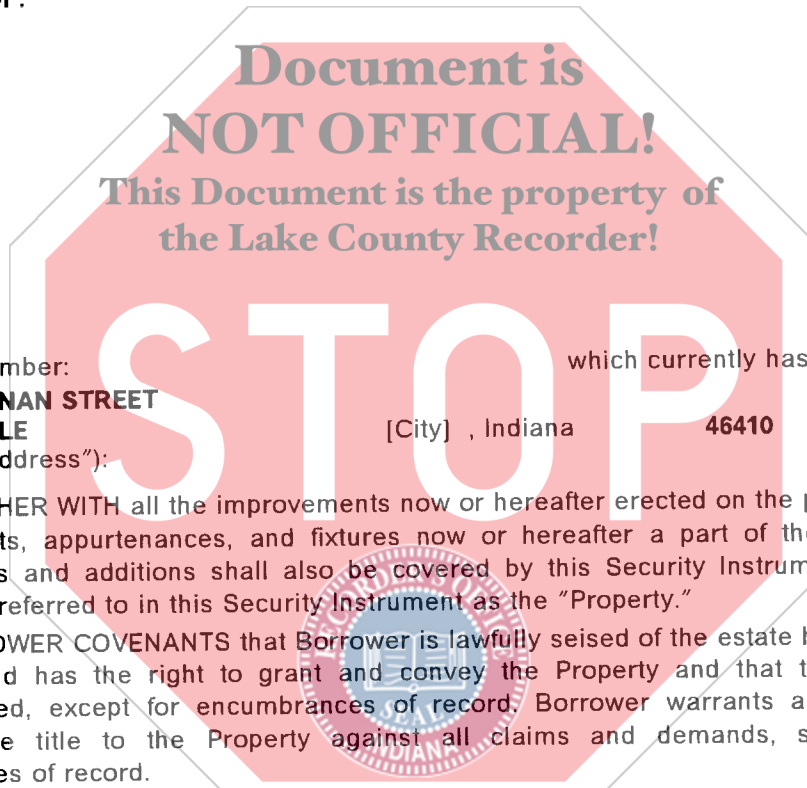 Document is
NOT OFFICIAL!
This Document is the property of
the Lake County Recorder!
STOP
mber: which currently has
NAN STREET
LE [City] , Indiana 46410
ddress"):
HER WITH all the improvements now or hereafter erected on the
ts, appurtenances, and fixtures now or hereafter a part of the
s and additions shall also be covered by this Security Instrum
referred to in this Security Instrument as the "Property."
OWER COVENANTS that Borrower is lawfully seised of the estate h
d has the right to grant and convey the Property and that t
ed, except for encumbrances of record. Borrower warrants a
e title to the Property against all claims and demands, s
es of record.
RECORDER'S OFFICE
SEAL
INDIANA